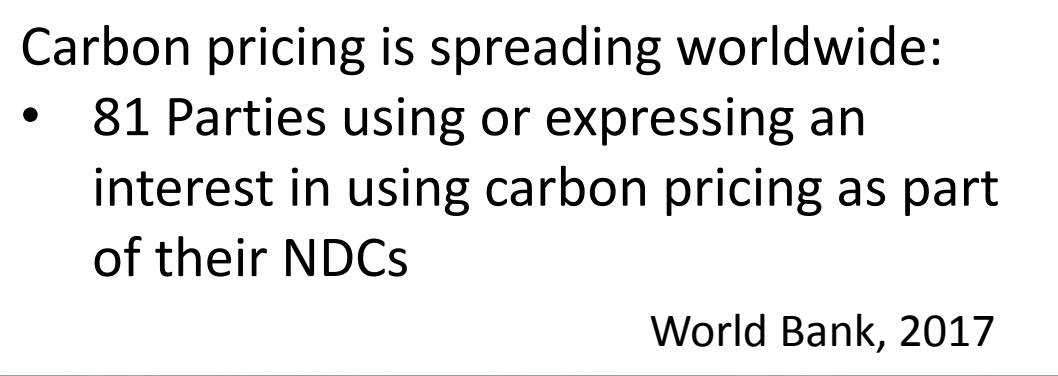 Carbon pricing is spreading worldwide:
• 81 Parties using or expressing an
interest in using carbon pricing as part
of their NDCs
World Bank, 2017